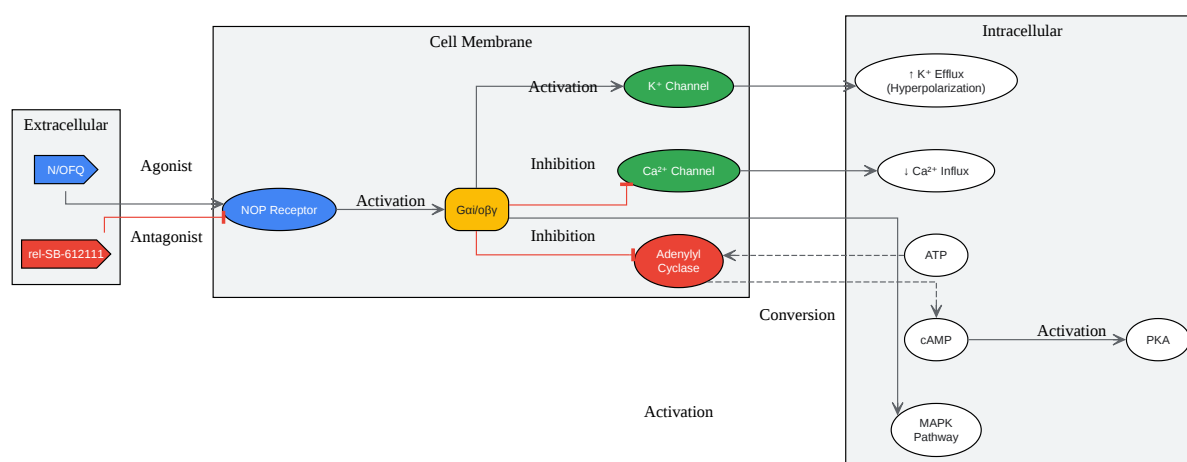 Cell Membrane
Intracellular
Extracellular
K⁺ Channel
Activation
↑ K⁺ Efflux
(Hyperpolarization)
N/OFQ
Agonist
Inhibition
Ca²⁺ Channel
↓ Ca²⁺ Influx
NOP Receptor
Activation
Gαi/oβγ
Antagonist
Inhibition
rel-SB-612111
Adenylyl
Cyclase
ATP
Conversion
cAMP
Activation
PKA
Activation
MAPK
Pathway